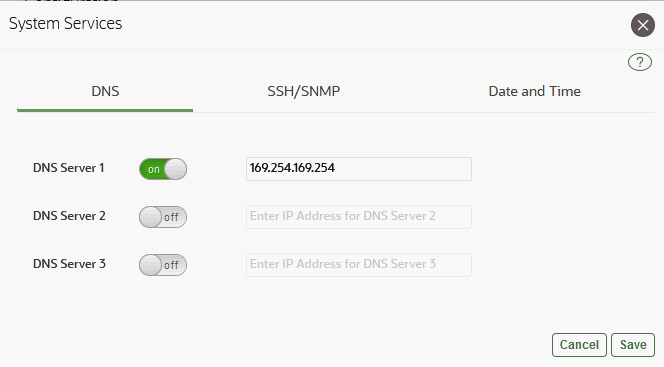 System Services
?
DNS SSH/SNMP Date and Time
DNS Server 1 on 169.254.169.254
DNS Server 2 off Enter IP Address for DNS Server 2
DNS Server 3 off Enter IP Address for DNS Server 3
Cancel Save